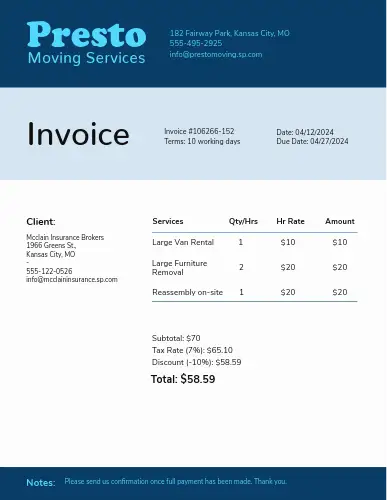 Presto
Moving Services
182 Fairway Park, Kansas City, MO
555-495-2925
info@prestomoving.sp.com
Invoice
Invoice #106266-152
Terms: 10 working days
Date: 04/12/2024
Due Date: 04/27/2024
Client:
Mcclain Insurance Brokers
1966 Greens St.,
Kansas City, MO
-
555-122-0526
info@mcclaininsurance.sp.com
Services Qty/Hrs Hr Rate Amount
Large Van Rental 1 $10 $10
Large Furniture
Removal 2 $20 $20
Reassembly on-site 1 $20 $20
Subtotal: $70
Tax Rate (7%): $65.10
Discount (-10%): $58.59
Total: $58.59
Notes: Please send us confirmation once full payment has been made. Thank you.